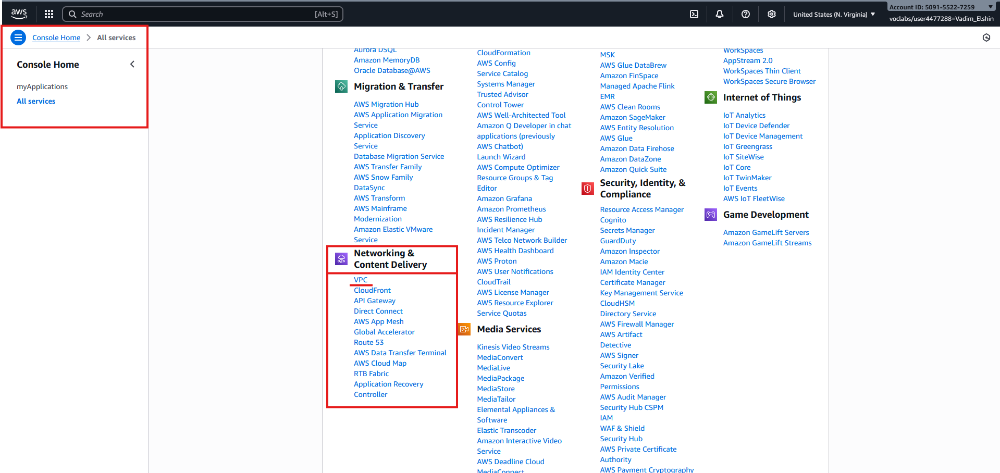 aws
Search
[Alt+S]
United States (N. Virginia)
Account ID: 5091-5522-7259
voclabs/user4477288=Vadim_Elshin
Console Home
All services
Console Home
myApplications
All services
Aurora DSQL
Amazon MemoryDB
Oracle Database@AWS
Migration & Transfer
AWS Migration Hub
AWS Application Migration
Service
Application Discovery
Service
Database Migration Service
AWS Transfer Family
AWS Snow Family
DataSync
AWS Transform
AWS Mainframe
Modernization
Amazon Elastic VMware
Service
Networking &
Content Delivery
VPC
CloudFront
API Gateway
Direct Connect
AWS App Mesh
Global Accelerator
Route 53
AWS Data Transfer Terminal
AWS Cloud Map
RTB Fabric
Application Recovery
Controller
CloudFormation
AWS Config
Service Catalog
Systems Manager
Trusted Advisor
Control Tower
AWS Well-Architected Tool
Amazon Q Developer in chat
applications (previously
AWS Chatbot)
Launch Wizard
AWS Compute Optimizer
Resource Groups & Tag
Editor
Amazon Grafana
Amazon Prometheus
AWS Resilience Hub
Incident Manager
AWS Telco Network Builder
AWS Health Dashboard
AWS Proton
AWS User Notifications
CloudTrail
AWS License Manager
AWS Resource Explorer
Service Quotas
Media Services
Kinesis Video Streams
MediaConvert
MediaLive
MediaPackage
MediaStore
MediaTailor
Elemental Appliances &
Software
Elastic Transcoder
Amazon Interactive Video
Service
AWS Deadline Cloud
MediaConnect
MSK
AWS Glue DataBrew
Amazon FinSpace
Managed Apache Flink
EMR
AWS Clean Rooms
Amazon SageMaker
AWS Entity Resolution
AWS Glue
Amazon Data Firehose
Amazon DataZone
Amazon Quick Suite
Security, Identity, &
Compliance
Resource Access Manager
Cognito
Secrets Manager
GuardDuty
Amazon Inspector
Amazon Macie
IAM Identity Center
Certificate Manager
Key Management Service
CloudHSM
Directory Service
AWS Firewall Manager
AWS Artifact
Detective
AWS Signer
Security Lake
Amazon Verified
Permissions
AWS Audit Manager
Security Hub CSPM
IAM
WAF & Shield
Security Hub
AWS Private Certificate
Authority
AWS Payment Cryptography
WorkSpaces
AppStream 2.0
WorkSpaces Thin Client
WorkSpaces Secure Browser
Internet of Things
IoT Analytics
IoT Device Defender
IoT Device Management
IoT Greengrass
IoT SiteWise
IoT Core
IoT TwinMaker
IoT Events
AWS IoT FleetWise
Game Development
Amazon GameLift Servers
Amazon GameLift Streams